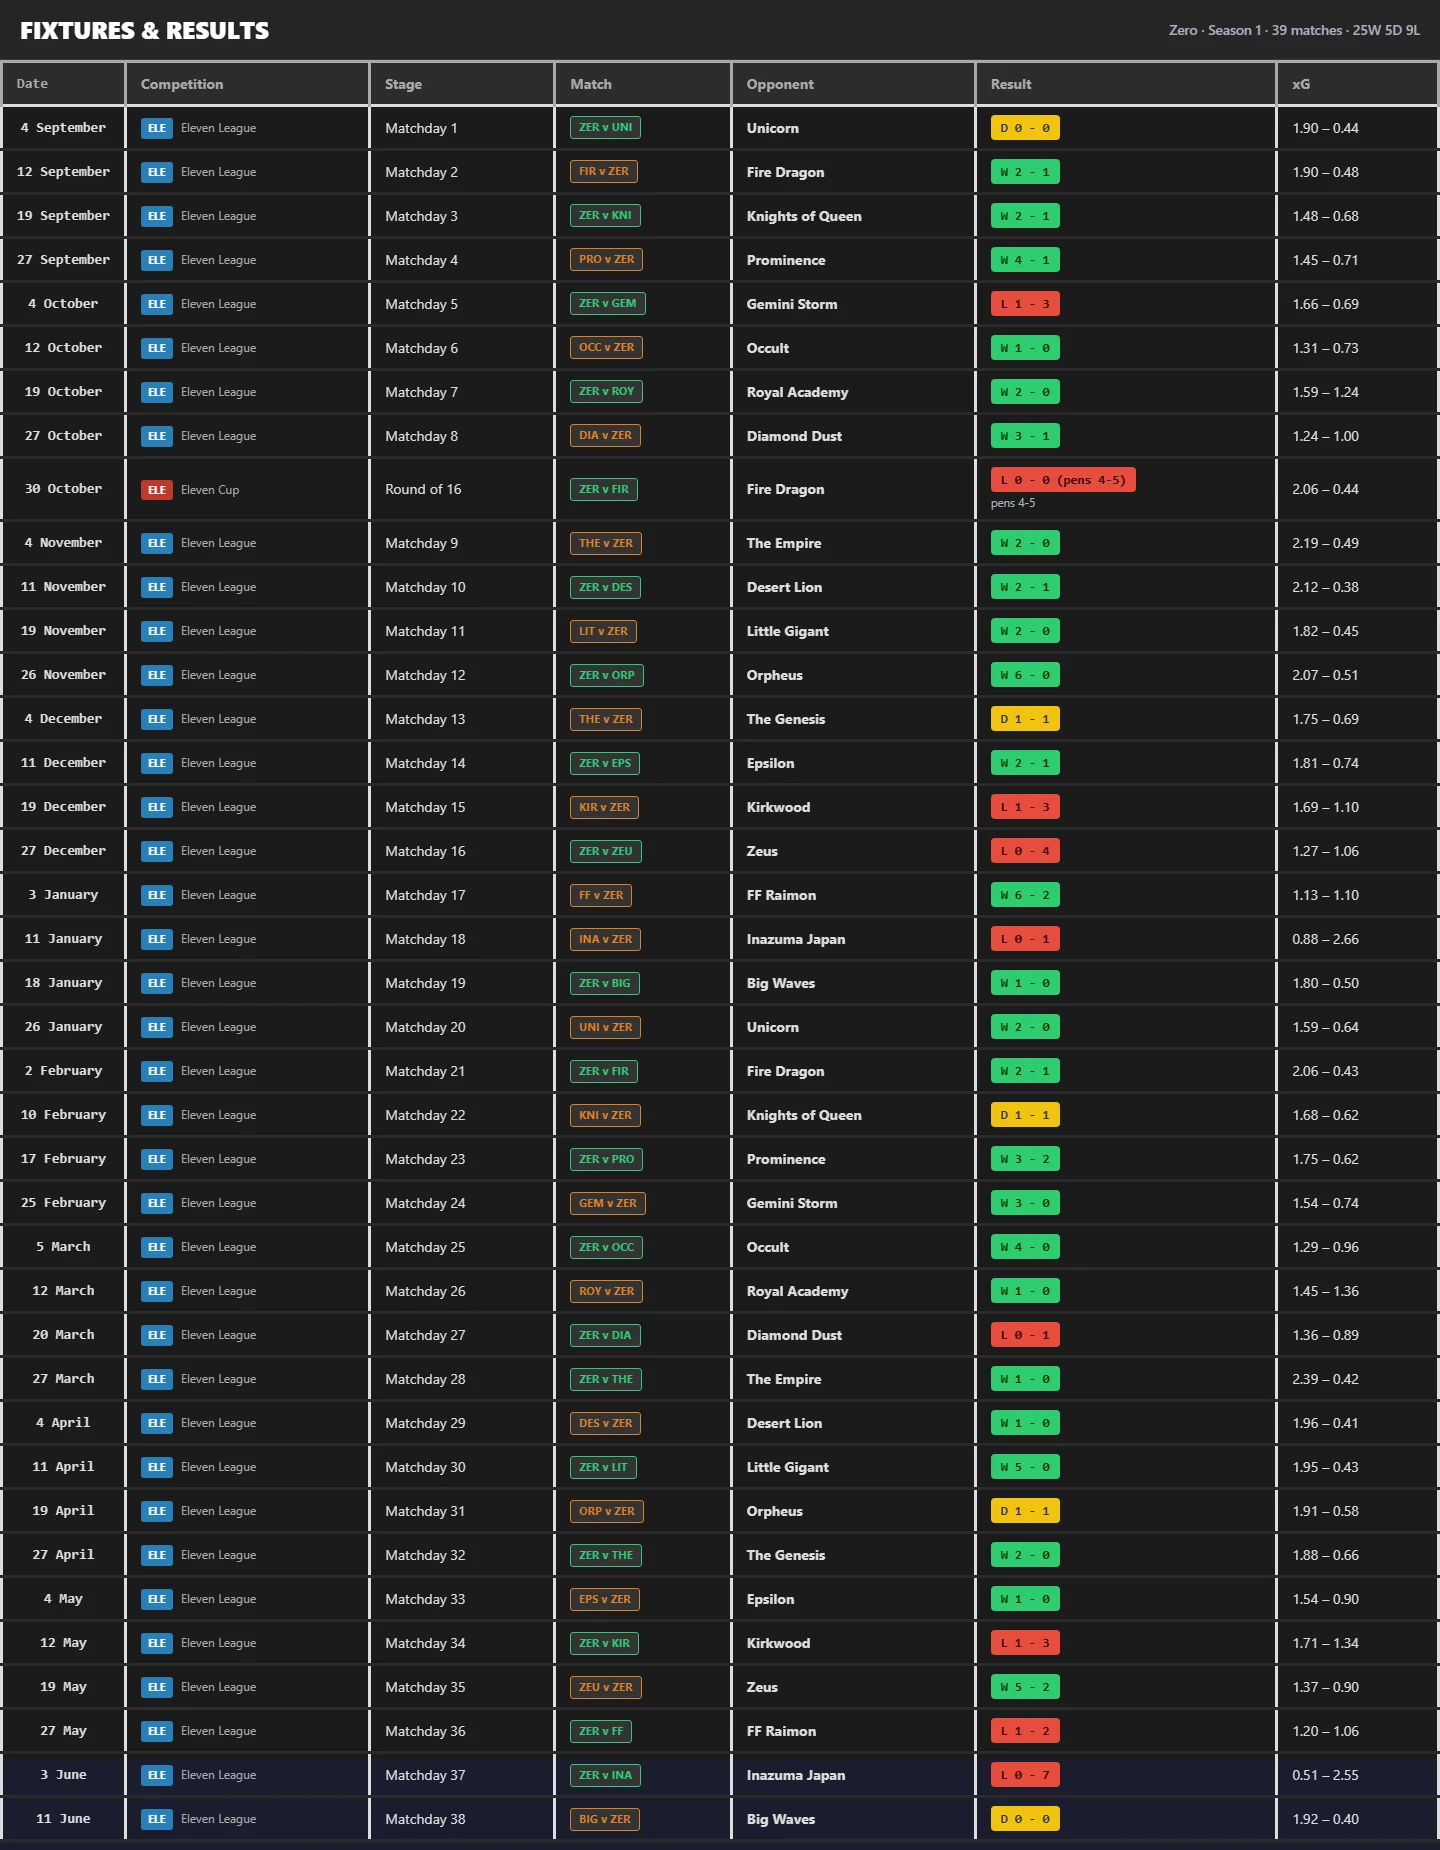 FIXTURES & RESULTS
Zero · Season 1 · 39 matches · 25W 5D 9L
Date Competition Stage Match Opponent Result xG
4 September ELE Eleven League Matchday 1 ZER v UNI Unicorn D 0 - 0 1.90 – 0.44
12 September ELE Eleven League Matchday 2 FIR v ZER Fire Dragon W 2 - 1 1.90 – 0.48
19 September ELE Eleven League Matchday 3 ZER v KNI Knights of Queen W 2 - 1 1.48 – 0.68
27 September ELE Eleven League Matchday 4 PRO v ZER Prominence W 4 - 1 1.45 – 0.71
4 October ELE Eleven League Matchday 5 ZER v GEM Gemini Storm L 1 - 3 1.66 – 0.69
12 October ELE Eleven League Matchday 6 OCC v ZER Occult W 1 - 0 1.31 – 0.73
19 October ELE Eleven League Matchday 7 ZER v ROY Royal Academy W 2 - 0 1.59 – 1.24
27 October ELE Eleven League Matchday 8 DIA v ZER Diamond Dust W 3 - 1 1.24 – 1.00
30 October ELE Eleven Cup Round of 16 ZER v FIR Fire Dragon L 0 - 0 (pens 4-5) 2.06 – 0.44
pens 4-5
4 November ELE Eleven League Matchday 9 THE v ZER The Empire W 2 - 0 2.19 – 0.49
11 November ELE Eleven League Matchday 10 ZER v DES Desert Lion W 2 - 1 2.12 – 0.38
19 November ELE Eleven League Matchday 11 LIT v ZER Little Gigant W 2 - 0 1.82 – 0.45
26 November ELE Eleven League Matchday 12 ZER v ORP Orpheus W 6 - 0 2.07 – 0.51
4 December ELE Eleven League Matchday 13 THE v ZER The Genesis D 1 - 1 1.75 – 0.69
11 December ELE Eleven League Matchday 14 ZER v EPS Epsilon W 2 - 1 1.81 – 0.74
19 December ELE Eleven League Matchday 15 KIR v ZER Kirkwood L 1 - 3 1.69 – 1.10
27 December ELE Eleven League Matchday 16 ZER v ZEU Zeus L 0 - 4 1.27 – 1.06
3 January ELE Eleven League Matchday 17 FF v ZER FF Raimon W 6 - 2 1.13 – 1.10
11 January ELE Eleven League Matchday 18 INA v ZER Inazuma Japan L 0 - 1 0.88 – 2.66
18 January ELE Eleven League Matchday 19 ZER v BIG Big Waves W 1 - 0 1.80 – 0.50
26 January ELE Eleven League Matchday 20 UNI v ZER Unicorn W 2 - 0 1.59 – 0.64
2 February ELE Eleven League Matchday 21 ZER v FIR Fire Dragon W 2 - 1 2.06 – 0.43
10 February ELE Eleven League Matchday 22 KNI v ZER Knights of Queen D 1 - 1 1.68 – 0.62
17 February ELE Eleven League Matchday 23 ZER v PRO Prominence W 3 - 2 1.75 – 0.62
25 February ELE Eleven League Matchday 24 GEM v ZER Gemini Storm W 3 - 0 1.54 – 0.74
5 March ELE Eleven League Matchday 25 ZER v OCC Occult W 4 - 0 1.29 – 0.96
12 March ELE Eleven League Matchday 26 ROY v ZER Royal Academy W 1 - 0 1.45 – 1.36
20 March ELE Eleven League Matchday 27 ZER v DIA Diamond Dust L 0 - 1 1.36 – 0.89
27 March ELE Eleven League Matchday 28 ZER v THE The Empire W 1 - 0 2.39 – 0.42
4 April ELE Eleven League Matchday 29 DES v ZER Desert Lion W 1 - 0 1.96 – 0.41
11 April ELE Eleven League Matchday 30 ZER v LIT Little Gigant W 5 - 0 1.95 – 0.43
19 April ELE Eleven League Matchday 31 ORP v ZER Orpheus D 1 - 1 1.91 – 0.58
27 April ELE Eleven League Matchday 32 ZER v THE The Genesis W 2 - 0 1.88 – 0.66
4 May ELE Eleven League Matchday 33 EPS v ZER Epsilon W 1 - 0 1.54 – 0.90
12 May ELE Eleven League Matchday 34 ZER v KIR Kirkwood L 1 - 3 1.71 – 1.34
19 May ELE Eleven League Matchday 35 ZEU v ZER Zeus W 5 - 2 1.37 – 0.90
27 May ELE Eleven League Matchday 36 ZER v FF FF Raimon L 1 - 2 1.20 – 1.06
3 June ELE Eleven League Matchday 37 ZER v INA Inazuma Japan L 0 - 7 0.51 – 2.55
11 June ELE Eleven League Matchday 38 BIG v ZER Big Waves D 0 - 0 1.92 – 0.40